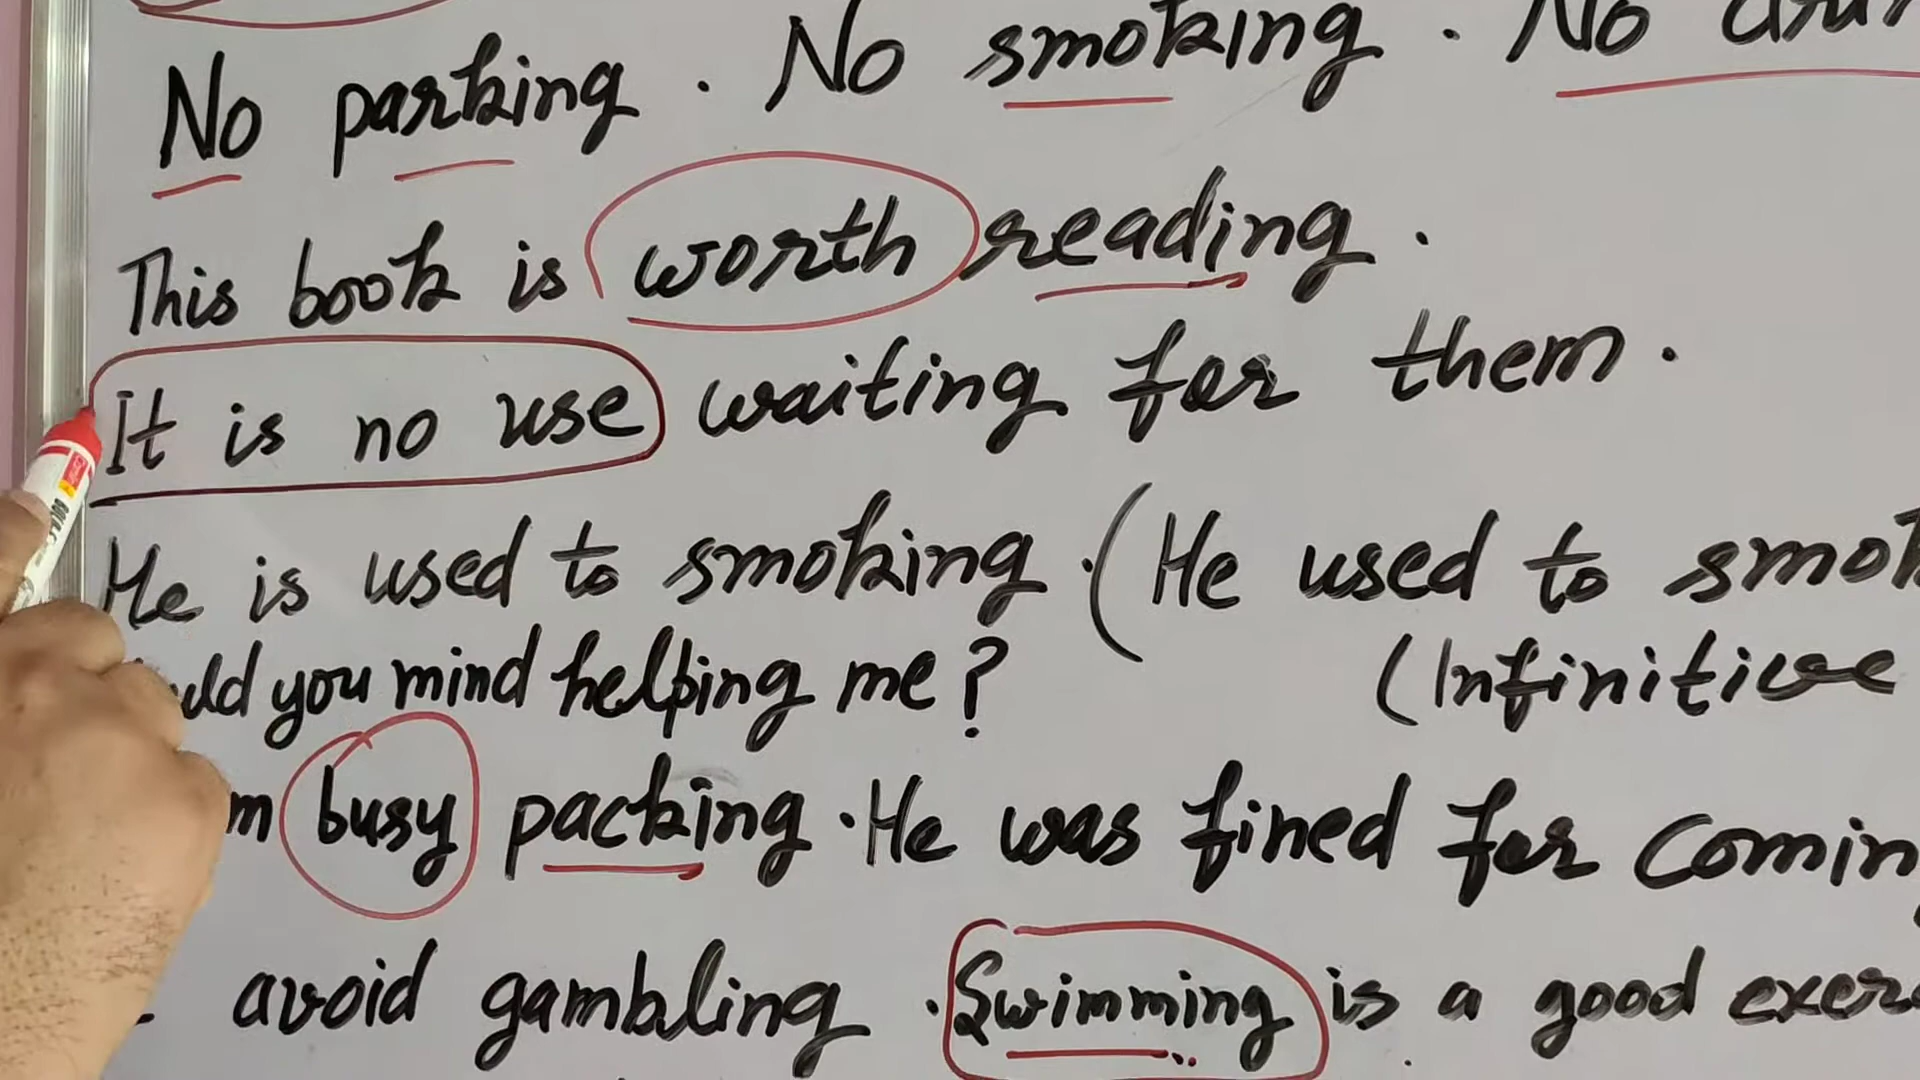 No parking. No smoking. No
This book is worth reading.
It is no use waiting for them.
He is used to smoking. (He used to
you mind helping me? (Infinitive
busy packing. He was fined for
avoid gambling. Swimming is a good